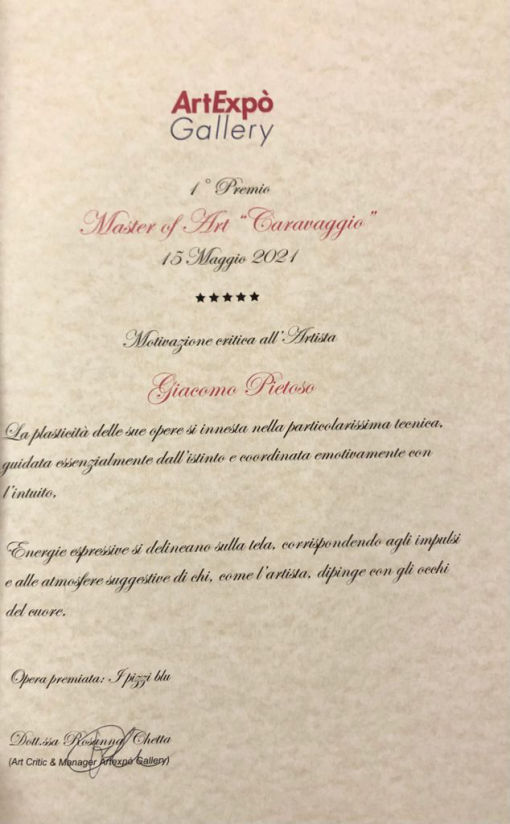 ArtExpò
Gallery
1° Premio
Master of Art "Caravaggio"
15 Maggio 2021
★★★★★
Motivazione critica all'Artista
Giacomo Pietoso
La plasticità delle sue opere si innesta nella particolarissima tecnica,
guidata essenzialmente dall'istinto e coordinata emotivamente con
l'intuito.
Energie espressive si delineano sulla tela, corrispondendo agli impulsi
e alle atmosfere suggestive di chi, come l'artista, dipinge con gli occhi
del cuore.
Opera premiata: I pizzi blu
Dott.ssa Rosanna Chetta
(Art Critic & Manager Artexpò Gallery)